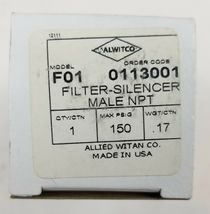 ALWITCO
MODEL ORDER CODE
F01 0113001
FILTER-SILENCER
MALE NPT
QTY/CTN MAX PSIG WGT/CTN
1 150 .17
ALLIED WITAN CO.
MADE IN USA